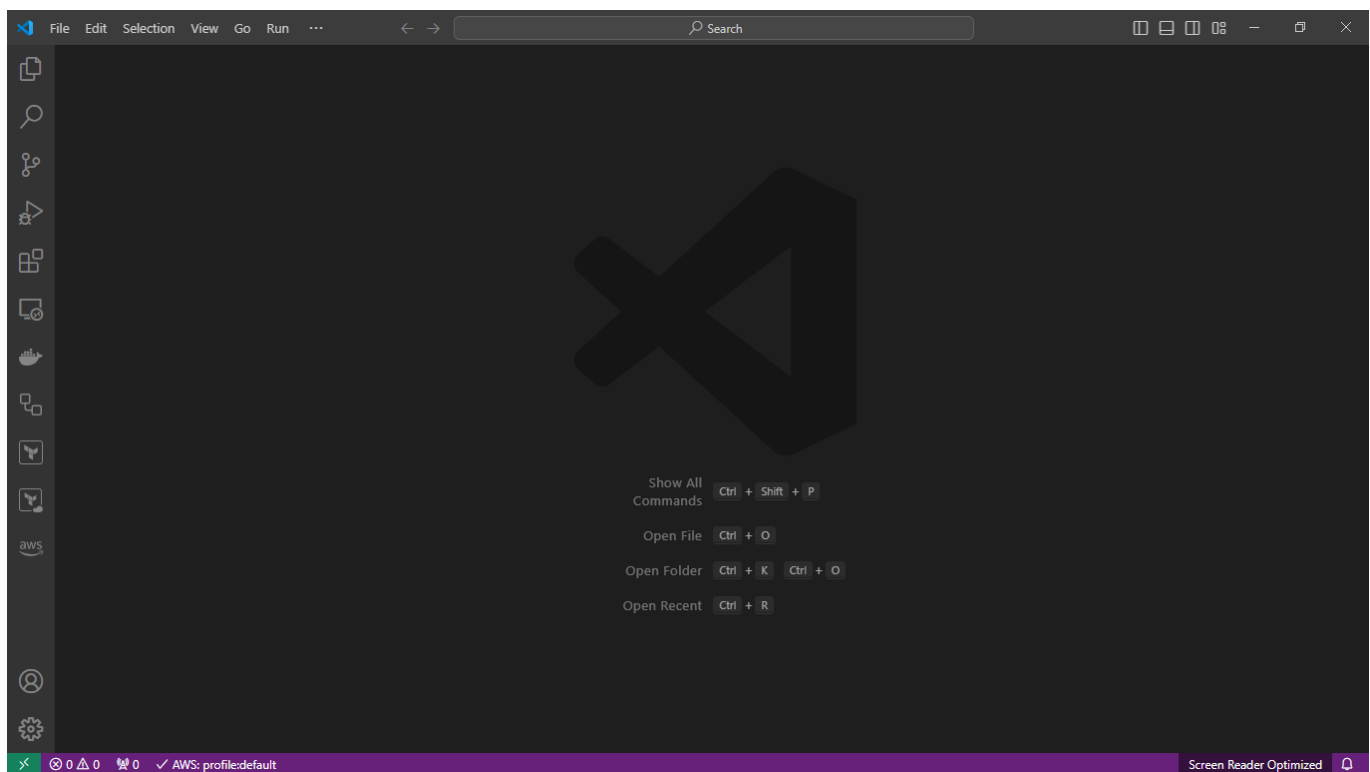 File Edit Selection View Go Run ··· Search
Show All
Commands Ctrl + Shift + P
Open File Ctrl + O
Open Folder Ctrl + K Ctrl + O
Open Recent Ctrl + R
aws
0 0 0 AWS: profile:default Screen Reader Optimized